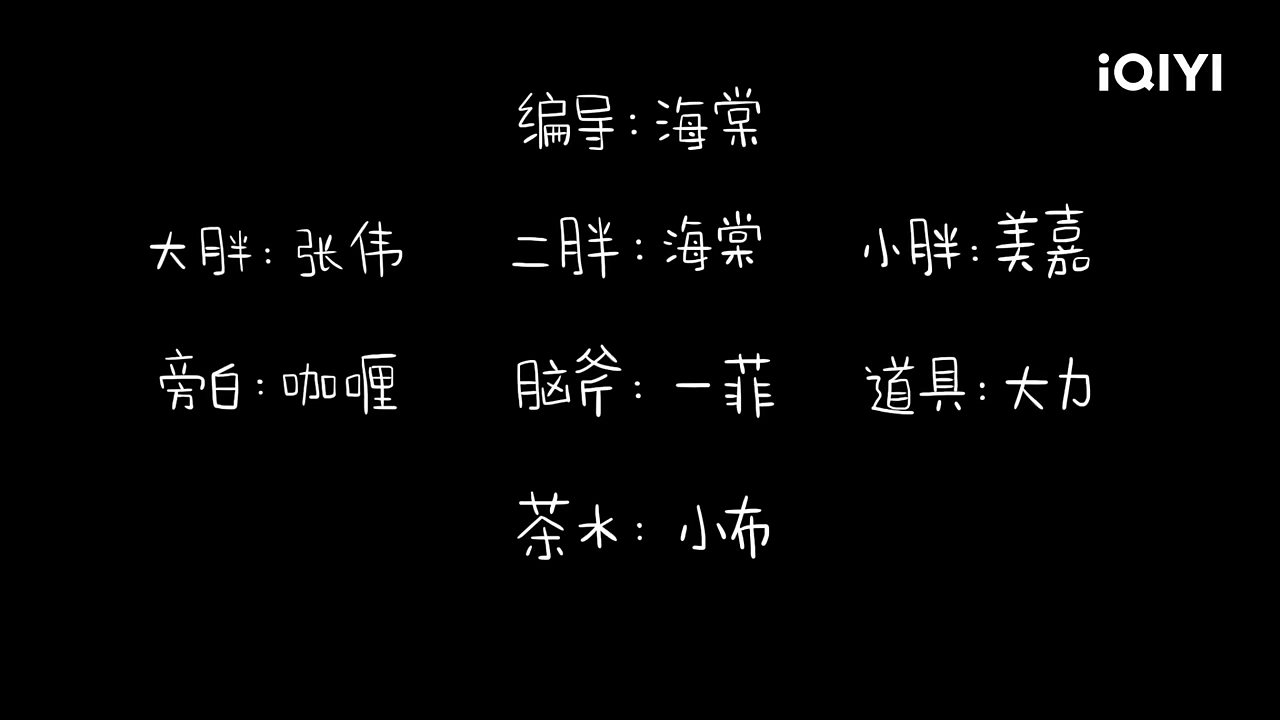 iQIYI
编导：海棠
大胖：张伟 二胖：海棠 小胖：美嘉
旁白：咖喱 脑斧：一菲 道具：大力
茶水：小布